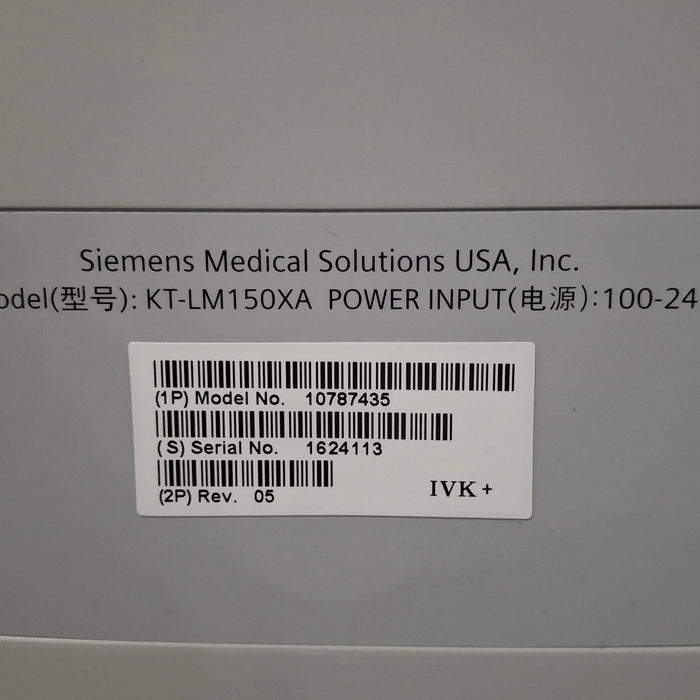 Siemens Medical Solutions USA, Inc.
odel(型号): KT-LM150XA POWER INPUT(电源):100-24
(1P) Model No. 10787435
(S) Serial No. 1624113
(2P) Rev. 05
IVK+